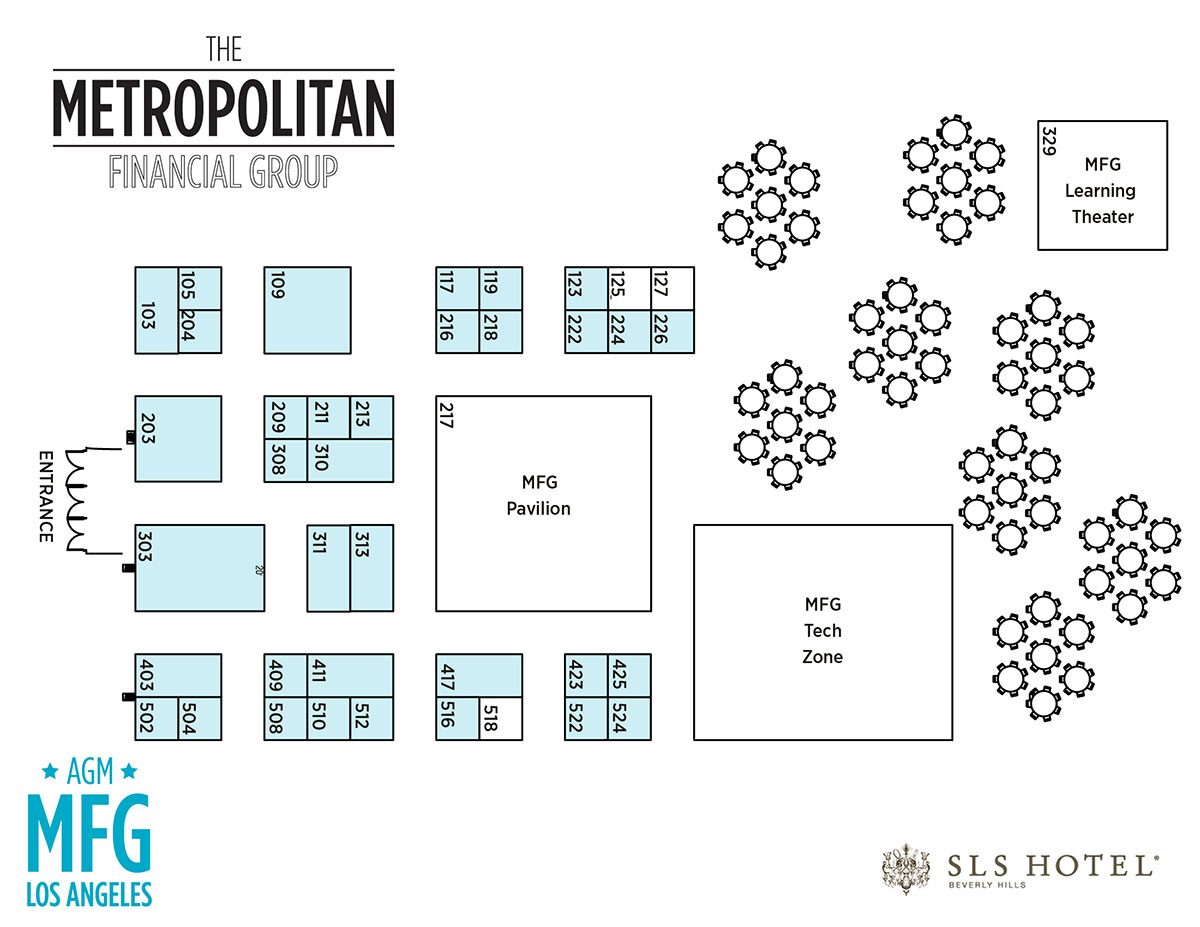 THE
METROPOLITAN
FINANCIAL GROUP
329
MFG
Learning
Theater
103
105
204
109
117
119
216
218
123
125
127
222
224
226
203
209
211
213
308
310
217
MFG
Pavilion
ENTRANCE
303
20'
311
313
MFG
Tech
Zone
403
502
504
409
411
508
510
512
417
516
518
423
425
522
524
AGM
MFG
LOS ANGELES
SLS HOTEL®
BEVERLY HILLS